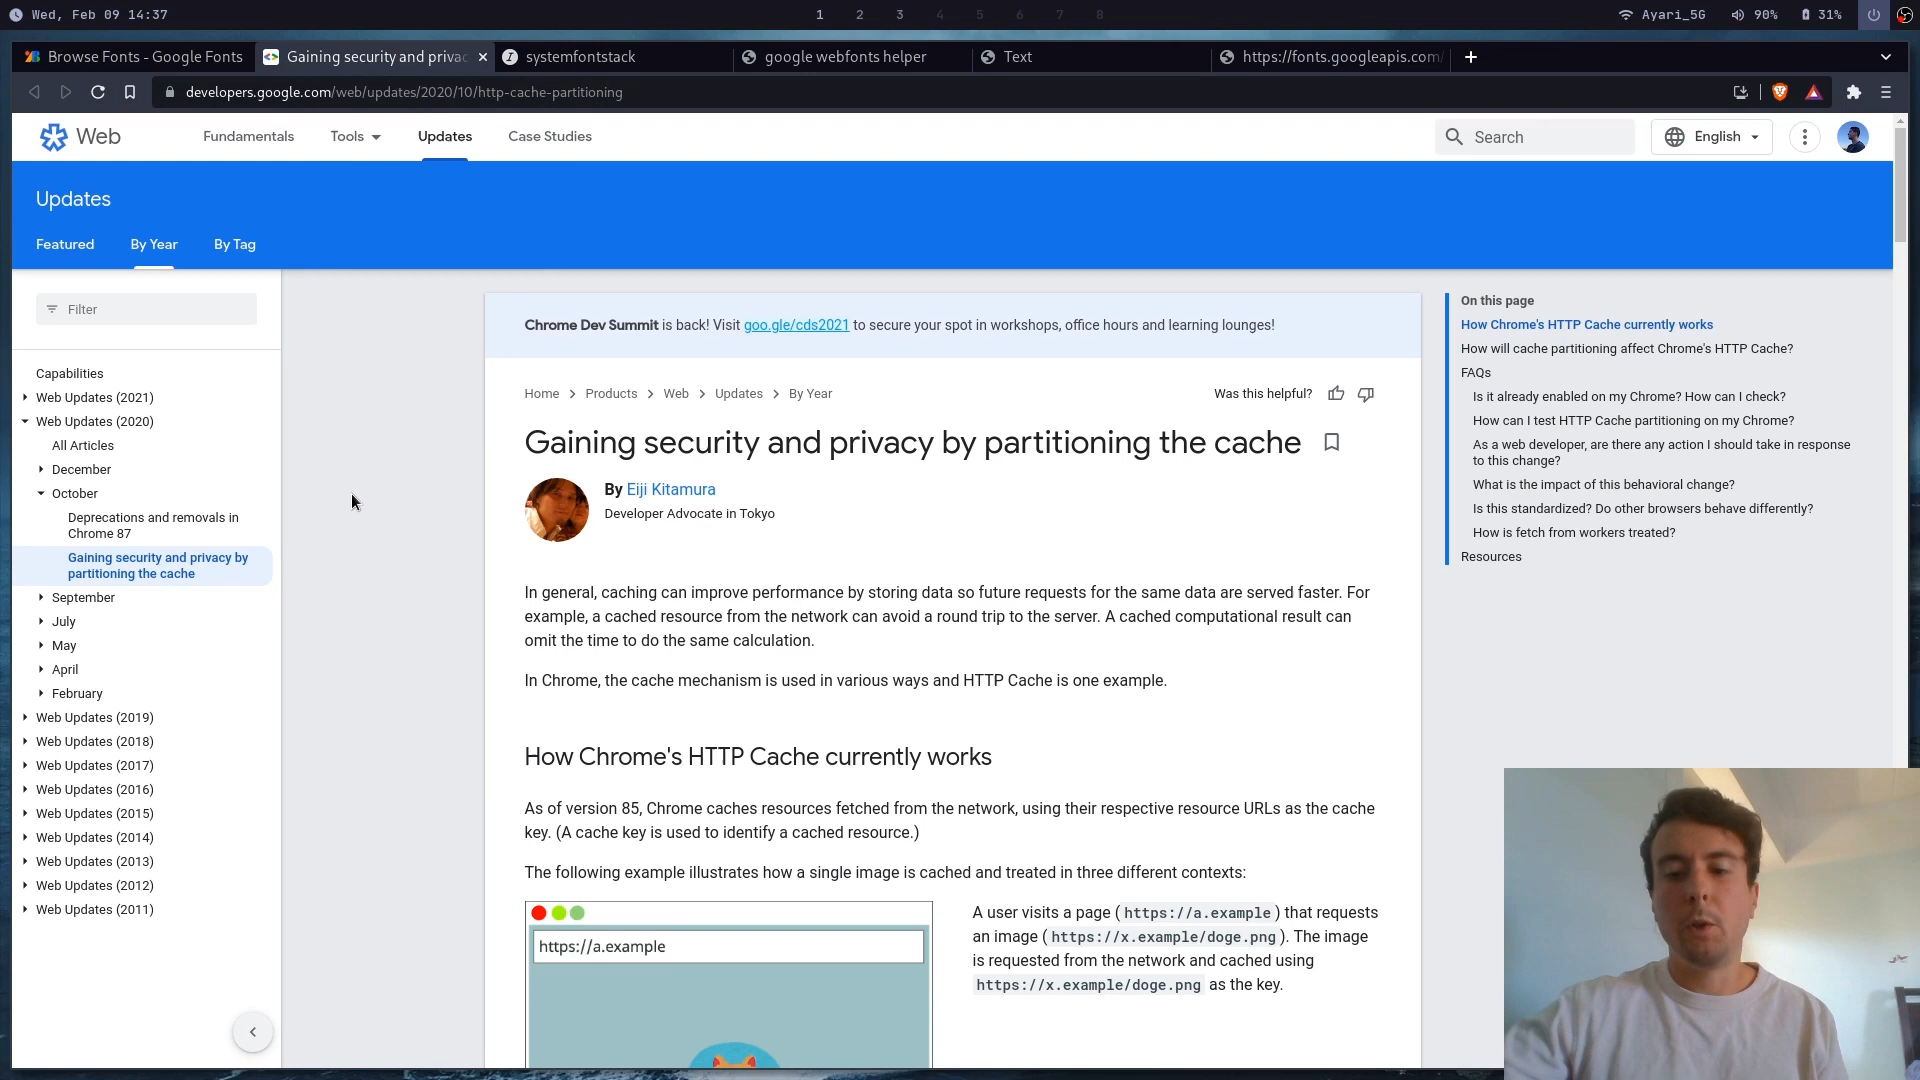 Wed, Feb 09 14:37
1 2 3 4 5 6 7 8
Ayari_5G 90% 31%
Browse Fonts - Google Fonts
Gaining security and privac
systemfontstack
google webfonts helper
Text
https://fonts.googleapis.com/
developers.google.com/web/updates/2020/10/http-cache-partitioning
Web
Fundamentals
Tools
Updates
Case Studies
Search
English
Updates
Featured
By Year
By Tag
Filter
Capabilities
Web Updates (2021)
Web Updates (2020)
All Articles
December
October
Deprecations and removals in
Chrome 87
Gaining security and privacy by
partitioning the cache
September
July
May
April
February
Web Updates (2019)
Web Updates (2018)
Web Updates (2017)
Web Updates (2016)
Web Updates (2015)
Web Updates (2014)
Web Updates (2013)
Web Updates (2012)
Web Updates (2011)
Chrome Dev Summit is back! Visit goo.gle/cds2021 to secure your spot in workshops, office hours and learning lounges!
Home > Products > Web > Updates > By Year
Was this helpful?
Gaining security and privacy by partitioning the cache
By Eiji Kitamura
Developer Advocate in Tokyo
In general, caching can improve performance by storing data so future requests for the same data are served faster. For
example, a cached resource from the network can avoid a round trip to the server. A cached computational result can
omit the time to do the same calculation.
In Chrome, the cache mechanism is used in various ways and HTTP Cache is one example.
How Chrome's HTTP Cache currently works
As of version 85, Chrome caches resources fetched from the network, using their respective resource URLs as the cache
key. (A cache key is used to identify a cached resource.)
The following example illustrates how a single image is cached and treated in three different contexts:
https://a.example
A user visits a page (https://a.example) that requests
an image (https://x.example/doge.png). The image
is requested from the network and cached using
https://x.example/doge.png as the key.
On this page
How Chrome's HTTP Cache currently works
How will cache partitioning affect Chrome's HTTP Cache?
FAQs
Is it already enabled on my Chrome? How can I check?
How can I test HTTP Cache partitioning on my Chrome?
As a web developer, are there any action I should take in response
to this change?
What is the impact of this behavioral change?
Is this standardized? Do other browsers behave differently?
How is fetch from workers treated?
Resources